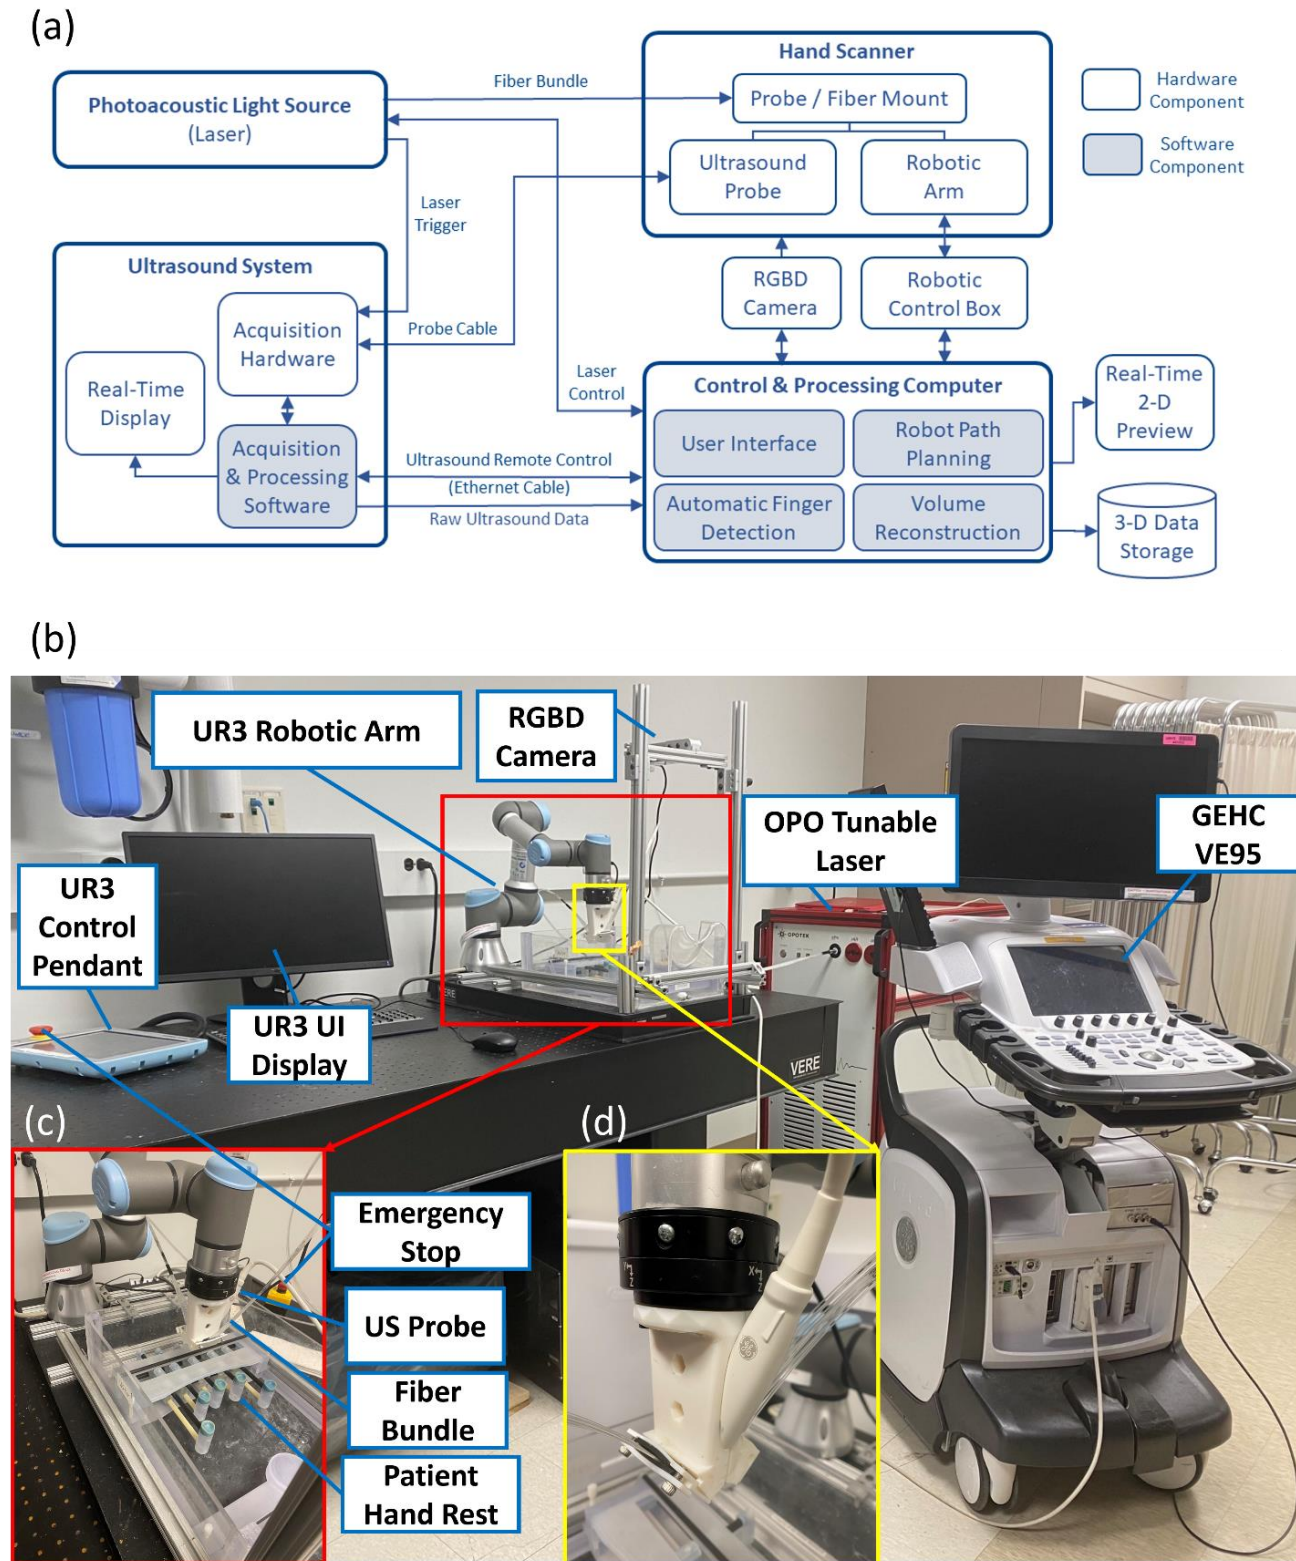 (a)
Photoacoustic Light Source
(Laser)
Fiber Bundle
Hand Scanner
Probe / Fiber Mount
Ultrasound
Probe
Robotic
Arm
Hardware
Component
Software
Component
Laser
Trigger
Ultrasound System
Acquisition
Hardware
Probe Cable
RGBD
Camera
Robotic
Control Box
Real-Time
Display
Laser
Control
Control & Processing Computer
Real-Time
2-D
Preview
User Interface
Robot Path
Planning
Acquisition
& Processing
Software
Ultrasound Remote Control
(Ethernet Cable)
Raw Ultrasound Data
Automatic Finger
Detection
Volume
Reconstruction
3-D Data
Storage
(b)
UR3 Robotic Arm
RGBD
Camera
OPO Tunable
Laser
GEHC
VE95
UR3
Control
Pendant
UR3 UI
Display
OPOTEK
VERE
VERE
(c)
(d)
Emergency
Stop
US Probe
Fiber
Bundle
Patient
Hand Rest